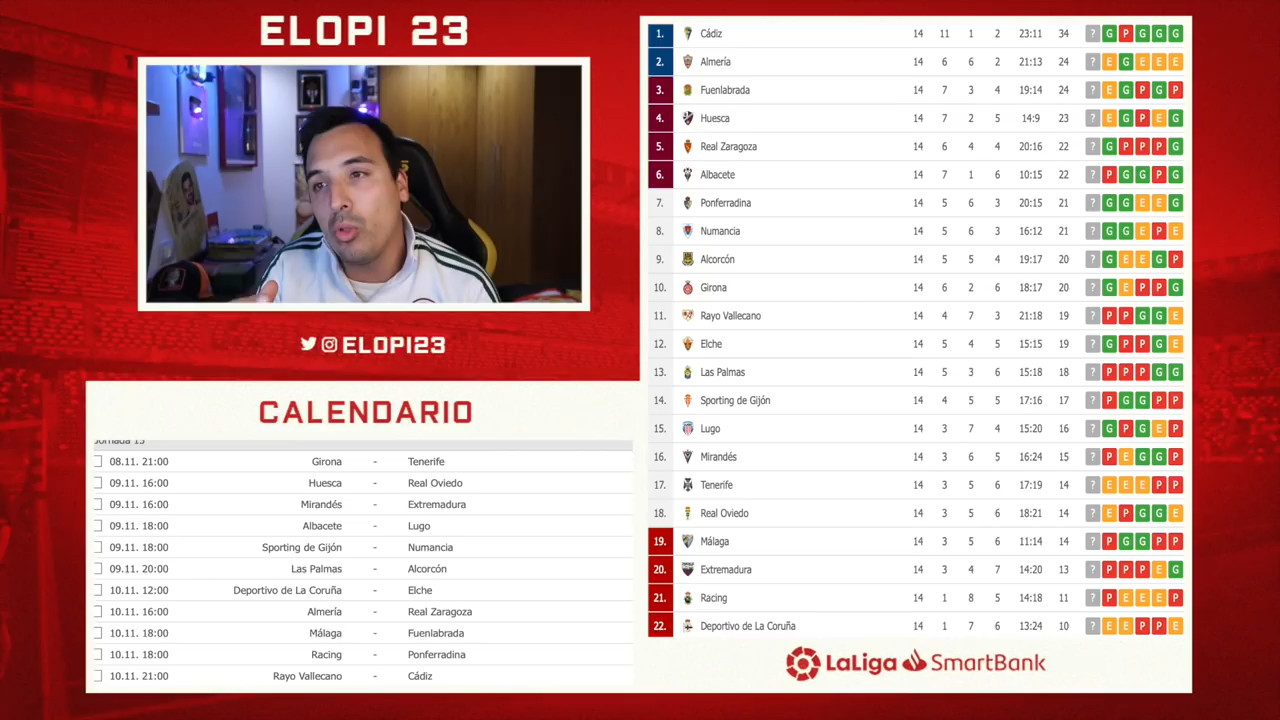 ELOPI 23
ELOPI23
CALENDARIO
Jornada 15
08.11. 21:00 Girona - Tenerife
09.11. 16:00 Huesca - Real Oviedo
09.11. 16:00 Mirandés - Extremadura
09.11. 18:00 Albacete - Lugo
09.11. 18:00 Sporting de Gijón - Numancia
09.11. 20:00 Las Palmas - Alcorcón
10.11. 12:00 Deportivo de La Coruña - Elche
10.11. 16:00 Almería - Real Zaragoza
10.11. 18:00 Málaga - Fuenlabrada
10.11. 18:00 Racing - Ponferradina
10.11. 21:00 Rayo Vallecano - Cádiz
1. Cádiz 14 11 1 2 23:11 34 ? G P G G G
2. Almería 14 6 6 2 21:13 24 ? E G E E E
3. Fuenlabrada 14 7 3 4 19:14 24 ? E G P G P
4. Huesca 14 7 2 5 14:9 23 ? E G P E G
5. Real Zaragoza 14 6 4 4 20:16 22 ? G P P P G
6. Albacete 14 7 1 6 10:15 22 ? P G G P G
7. Ponferradina 14 5 6 3 20:15 21 ? G G E E G
8. Numancia 14 5 6 3 16:12 21 ? G G E P E
9. Alcorcón 14 5 5 4 19:17 20 ? G E E G P
10. Girona 14 6 2 6 18:17 20 ? G E P P G
11. Rayo Vallecano 14 4 7 3 21:18 19 ? P P G G E
12. Elche 14 5 4 5 15:15 19 ? G P P G E
13. Las Palmas 14 5 3 6 15:18 18 ? P P P G G
14. Sporting de Gijón 14 4 5 5 17:16 17 ? P G G P P
15. Lugo 14 3 7 4 15:20 16 ? G P G E P
16. Mirandés 14 3 6 5 16:24 15 ? P E G G P
17. Tenerife 14 3 5 6 17:19 14 ? E E E P P
18. Real Oviedo 14 3 5 6 18:21 14 ? E P G G E
19. Málaga 14 3 5 6 11:14 14 ? P G G P P
20. Extremadura 14 3 4 7 14:20 13 ? P P P E G
21. Racing 14 1 8 5 14:18 11 ? P E E E P
22. Deportivo de La Coruña 14 1 7 6 13:24 10 ? E E P P E
LaLiga SmartBank